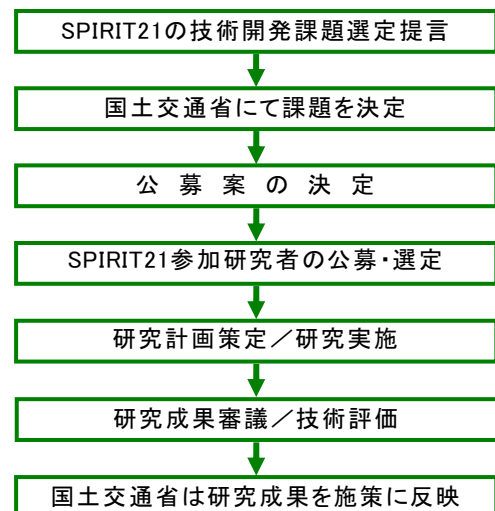 SPIRIT21の技術開発課題選定提言
国土交通省にて課題を決定
公 募 案 の 決 定
SPIRIT21参加研究者の公募・選定
研究計画策定／研究実施
研究成果審議／技術評価
国土交通省は研究成果を施策に反映